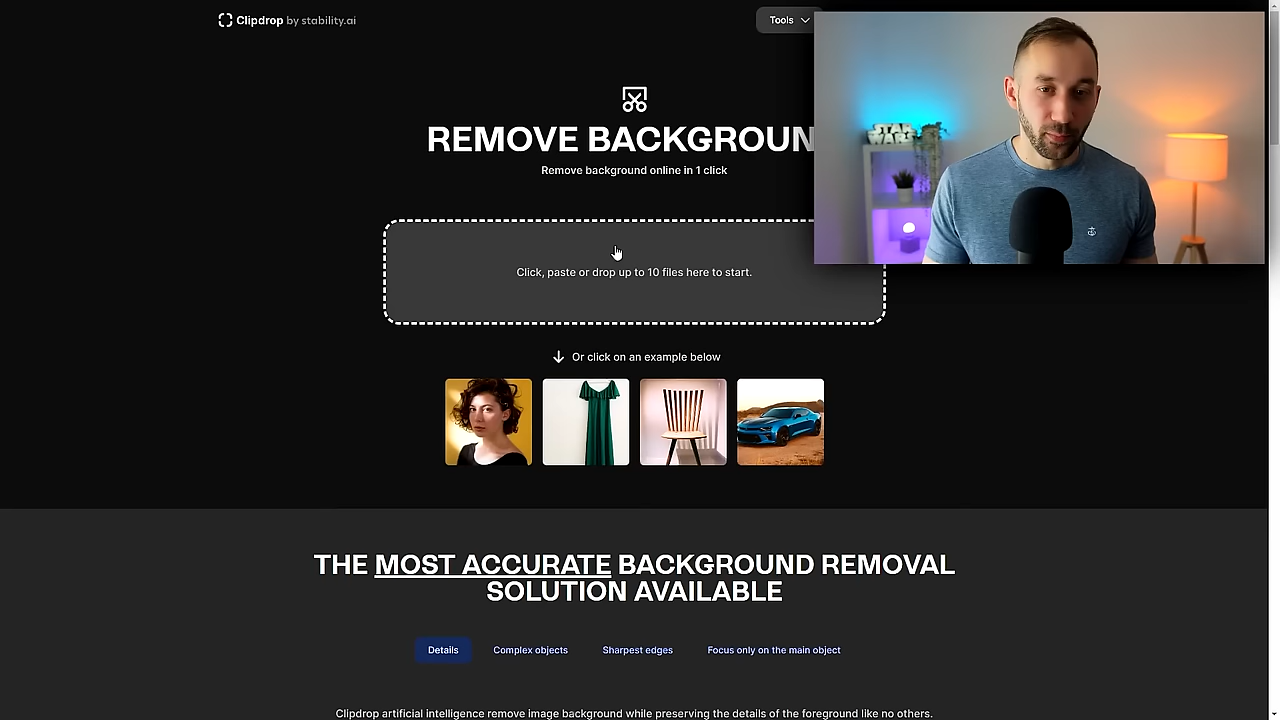 Clipdrop by stability.ai
Tools
REMOVE BACKGROUN
Remove background online in 1 click
Click, paste or drop up to 10 files here to start.
Or click on an example below
THE MOST ACCURATE BACKGROUND REMOVAL
SOLUTION AVAILABLE
Details Complex objects Sharpest edges Focus only on the main object
Clipdrop artificial intelligence remove image background while preserving the details of the foreground like no others.
STAR
WARS